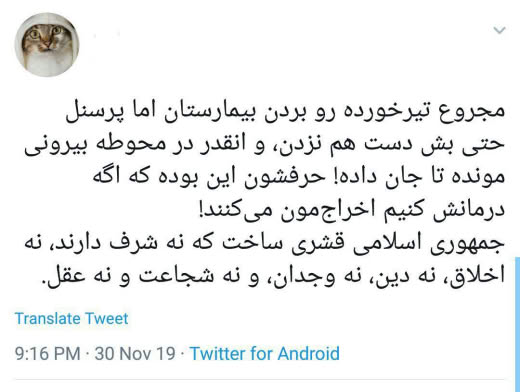 مجروع تیرخورده رو بردن بیمارستان اما پرسنل
حتی بش دست هم نزدن، و انقدر در محوطه بیرونی
مونده تا جان داده! حرفشون این بوده که اگه
درمانش کنیم اخراج‌مون می‌کنند!
جمهوری اسلامی قشری ساخت که نه شرف دارند، نه
اخلاق، نه دین، نه وجدان، و نه شجاعت و نه عقل.
Translate Tweet
9:16 PM · 30 Nov 19 · Twitter for Android